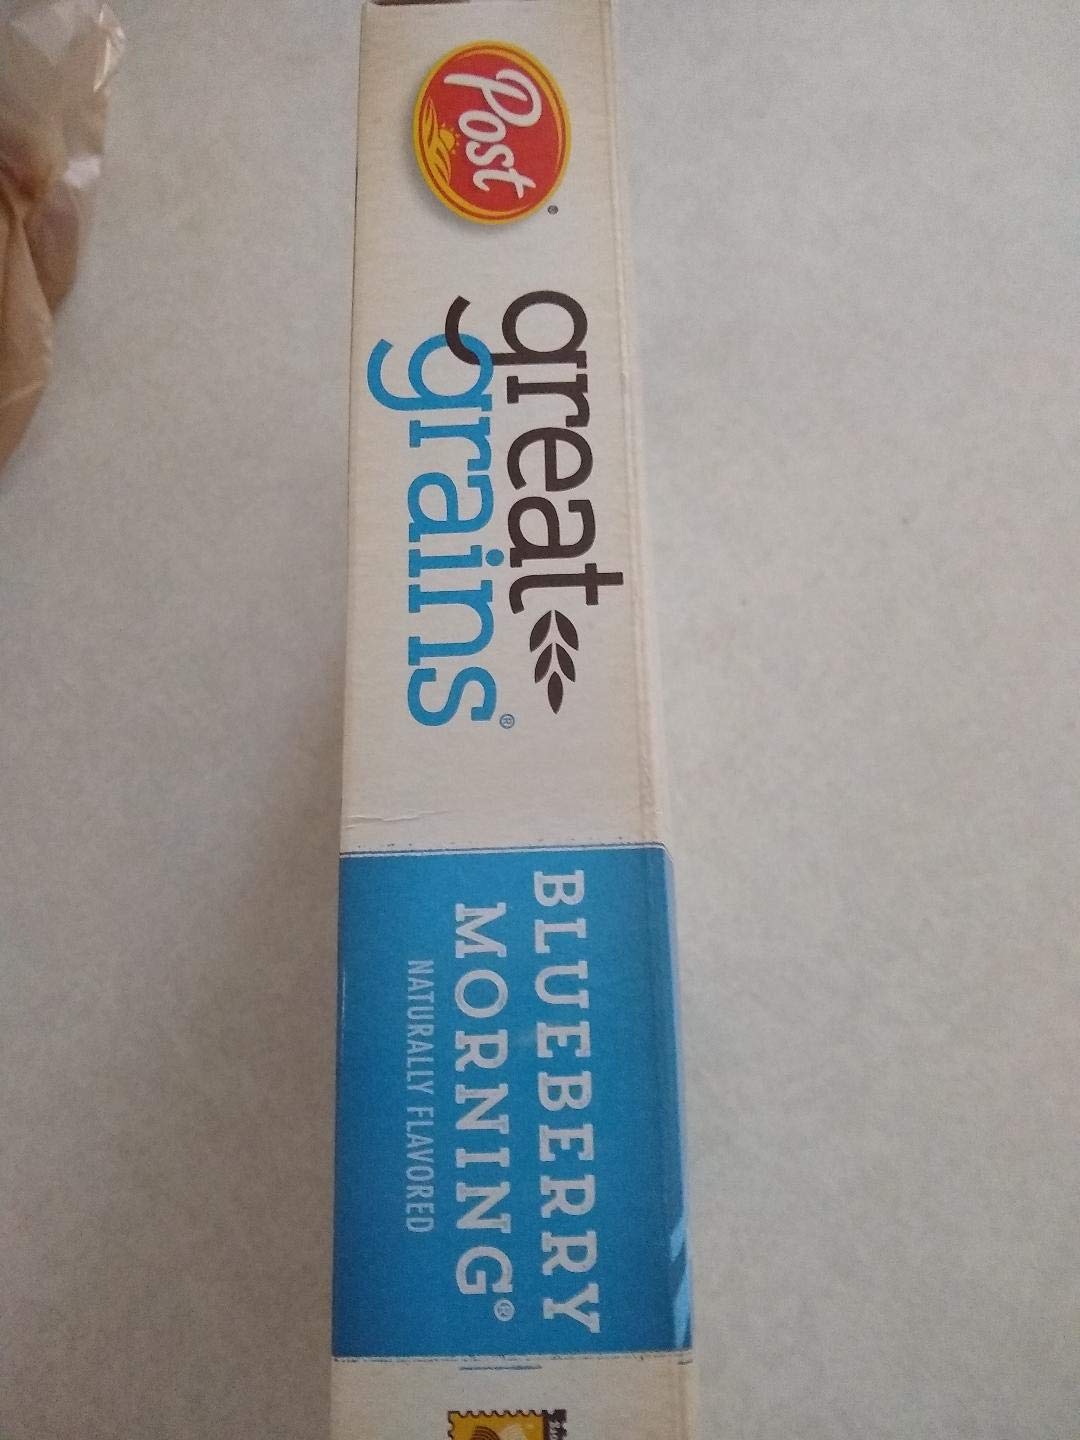 Post®
great
grains®
BLUEBERRY
MORNING®
NATURALLY FLAVORED